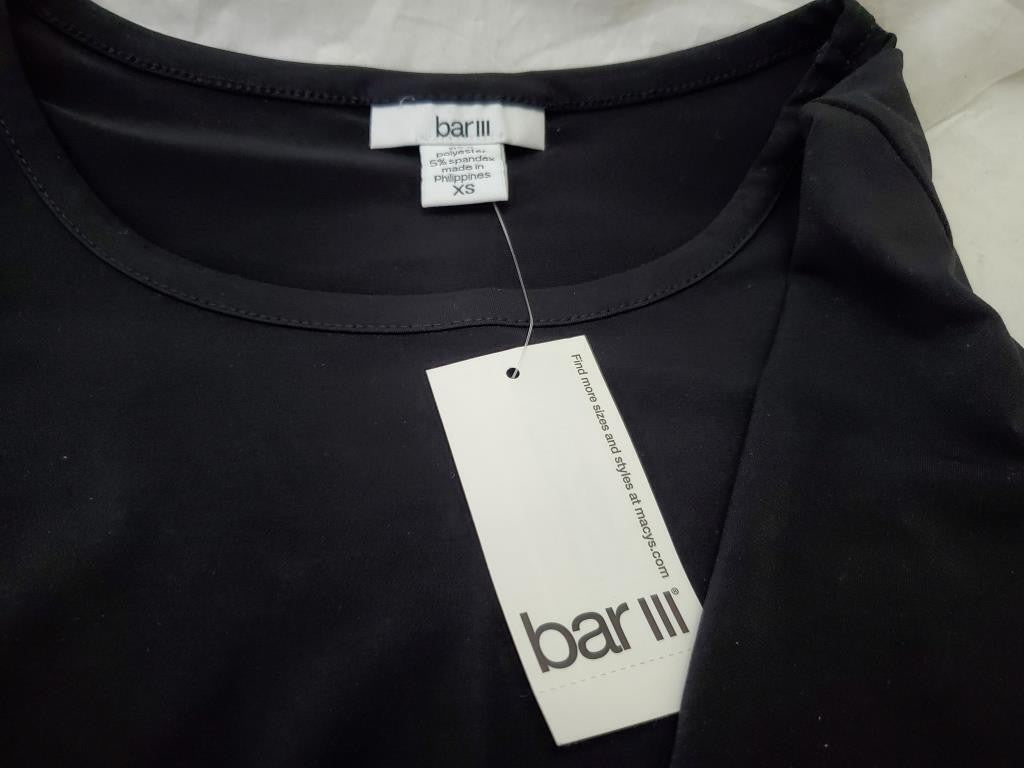 bar III
polyester
5% spandex
made in
Philippines
XS
Find more sizes and styles at macys.com
bar III®